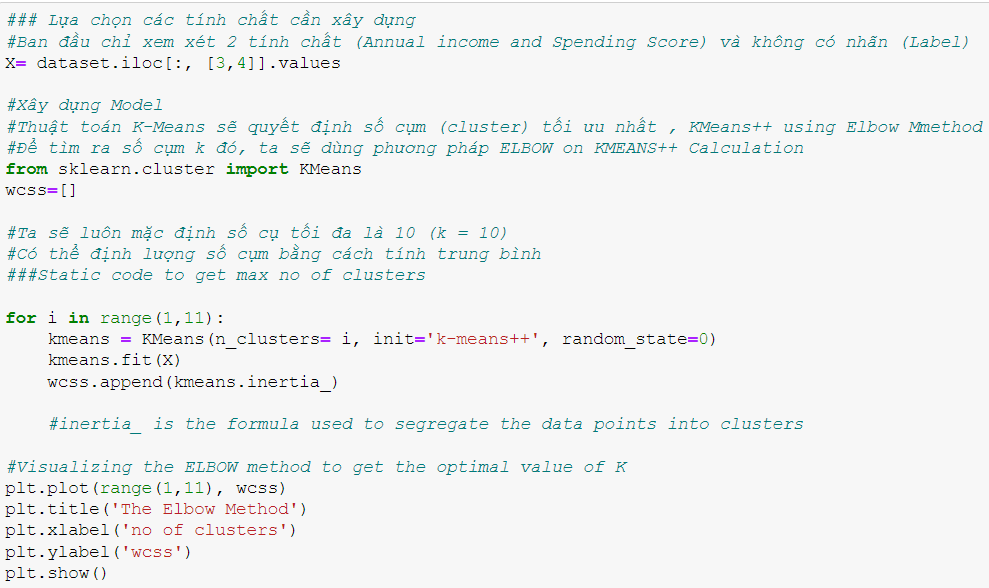 ### Lựa chọn các tính chất cần xây dựng
#Ban đầu chỉ xem xét 2 tính chất (Annual income and Spending Score) và không có nhãn (Label)
X= dataset.iloc[:, [3,4]].values
#Xây dựng Model
#Thuật toán K-Means sẽ quyết định số cụm (cluster) tối ưu nhất , KMeans++ using Elbow Mmethod
#Để tìm ra số cụm k đó, ta sẽ dùng phương pháp ELBOW on KMEANS++ Calculation
from sklearn.cluster import KMeans
wcss=[]
#Ta sẽ luôn mặc định số cụ tối đa là 10 (k = 10)
#Có thể định lượng số cụm bằng cách tính trung bình
###Static code to get max no of clusters
for i in range(1,11):
    kmeans = KMeans(n_clusters= i, init='k-means++', random_state=0)
    kmeans.fit(X)
    wcss.append(kmeans.inertia_)
    #inertia_ is the formula used to segregate the data points into clusters
#Visualizing the ELBOW method to get the optimal value of K
plt.plot(range(1,11), wcss)
plt.title('The Elbow Method')
plt.xlabel('no of clusters')
plt.ylabel('wcss')
plt.show()